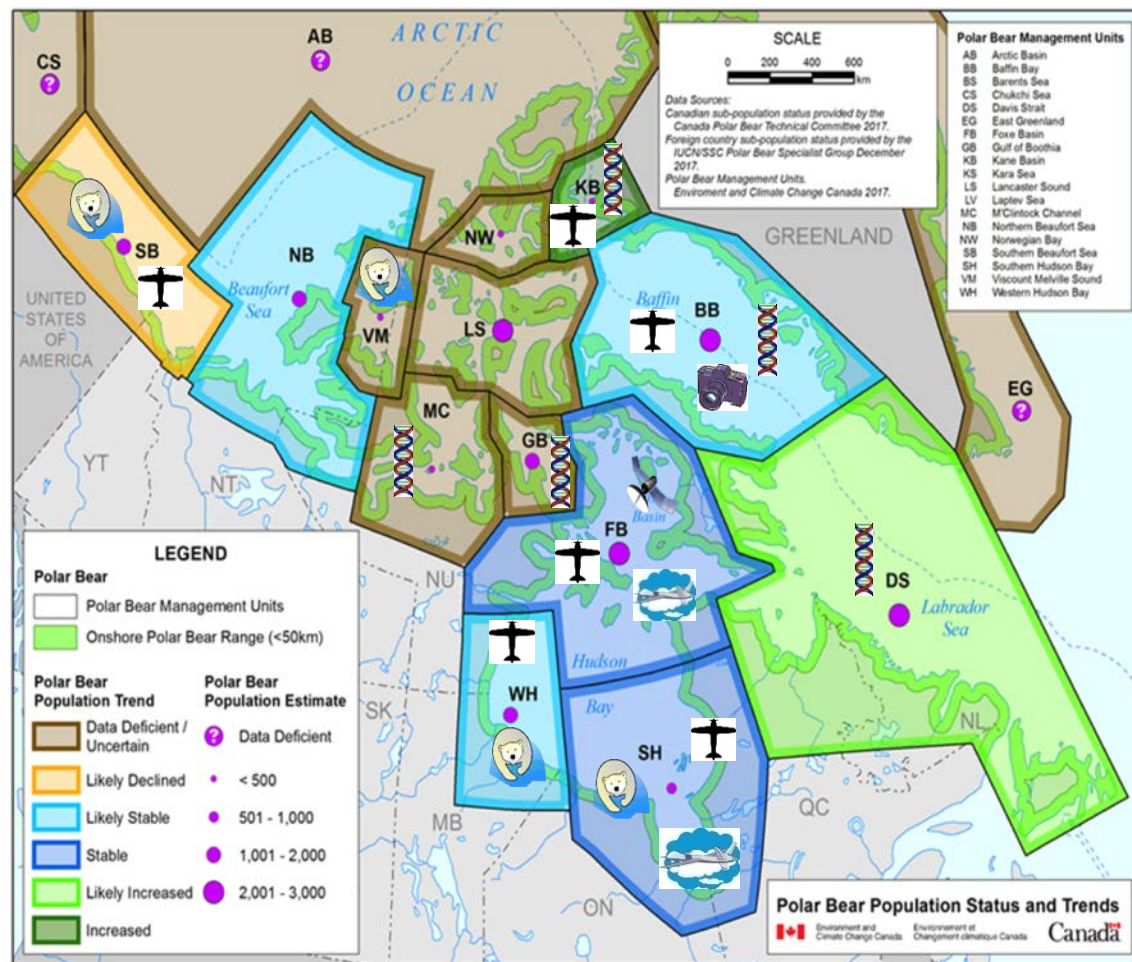 CS
AB
ARCTIC
OCEAN
SCALE
0 200 400 600
km
Data Sources:
Canadian sub-population status provided by the
Canada Polar Bear Technical Committee 2017.
Foreign country sub-population status provided by the
IUCN/SSC Polar Bear Specialist Group December
2017.
Polar Bear Management Units.
Enviroment and Climate Change Canada 2017.
Polar Bear Management Units
AB Arctic Basin
BB Baffin Bay
BS Barents Sea
CS Chukchi Sea
DS Davis Strait
EG East Greenland
FB Foxe Basin
GB Gulf of Boothia
KB Kane Basin
KS Kara Sea
LS Lancaster Sound
LV Laptev Sea
MC M'Clintock Channel
NB Northern Beaufort Sea
NW Norwegian Bay
SB Southern Beaufort Sea
SH Southern Hudson Bay
VM Viscount Melville Sound
WH Western Hudson Bay
KB
NW
GREENLAND
SB
NB
Beaufort
Sea
UNITED
STATES
OF
AMERICA
VM
LS
Baffin
BB
EG
MC
GB
YT
NT
Basin
FB
NU
DS
Labrador
Sea
Hudson
Bay
WH
SK
SH
NL
MB
QC
ON
LEGEND
Polar Bear
Polar Bear Management Units
Onshore Polar Bear Range (<50km)
Polar Bear
Population Trend
Data Deficient /
Uncertain
Likely Declined
Likely Stable
Stable
Likely Increased
Increased
Polar Bear
Population Estimate
? Data Deficient
< 500
501 - 1,000
1,001 - 2,000
2,001 - 3,000
Polar Bear Population Status and Trends
Environment and
Climate Change Canada
Environnement et
Changement climatique Canada
Canada